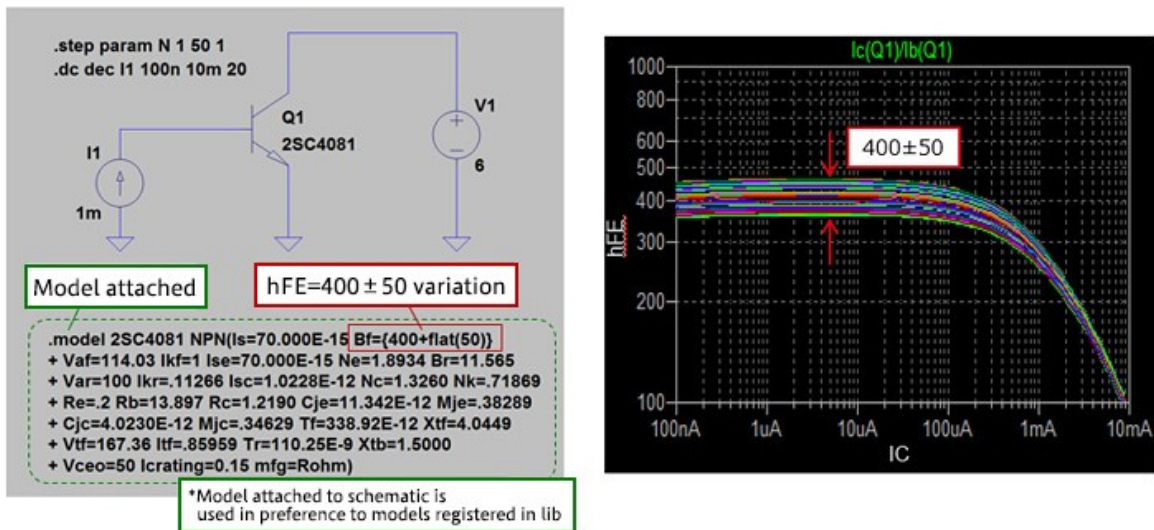 .step param N 1 50 1
.dc dec I1 100n 10m 20
Q1
2SC4081
V1
6
I1
1m
Model attached
hFE=400±50 variation
.model 2SC4081 NPN(Is=70.000E-15 Bf={400+flat(50)}
+ Vaf=114.03 Ikf=1 Ise=70.000E-15 Ne=1.8934 Br=11.565
+ Var=100 Ikr=.11266 Isc=1.0228E-12 Nc=1.3260 Nk=.71869
+ Re=.2 Rb=13.897 Rc=1.2190 Cje=11.342E-12 Mje=.38289
+ Cjc=4.0230E-12 Mjc=.34629 Tf=338.92E-12 Xtf=4.0449
+ Vtf=167.36 Itf=.85959 Tr=110.25E-9 Xtb=1.5000
+ Vceo=50 Icrating=0.15 mfg=Rohm)
*Model attached to schematic is
used in preference to models registered in lib
Ic(Q1)/Ib(Q1)
1000
800
600
500
400
300
200
100
400±50
hFE
100nA 1uA 10uA 100uA 1mA 10mA
IC